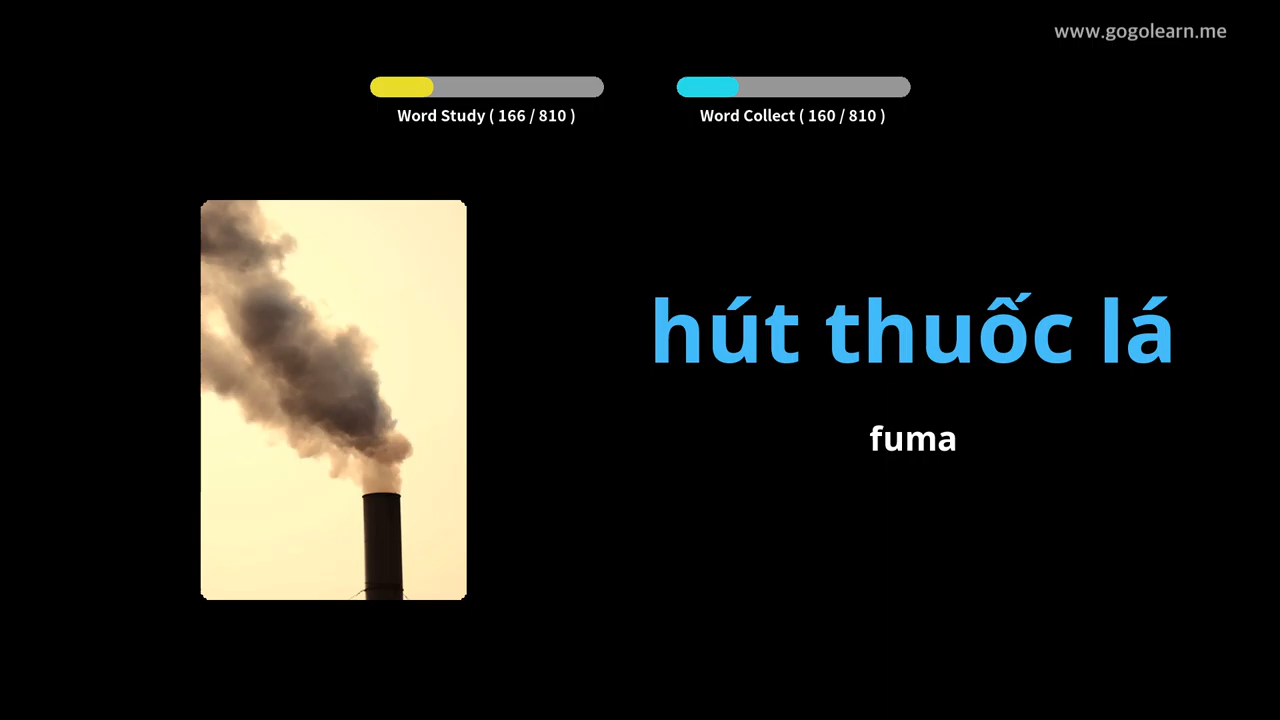 www.gogolearn.me
Word Study ( 166 / 810 )
Word Collect ( 160 / 810 )
hút thuốc lá
fuma